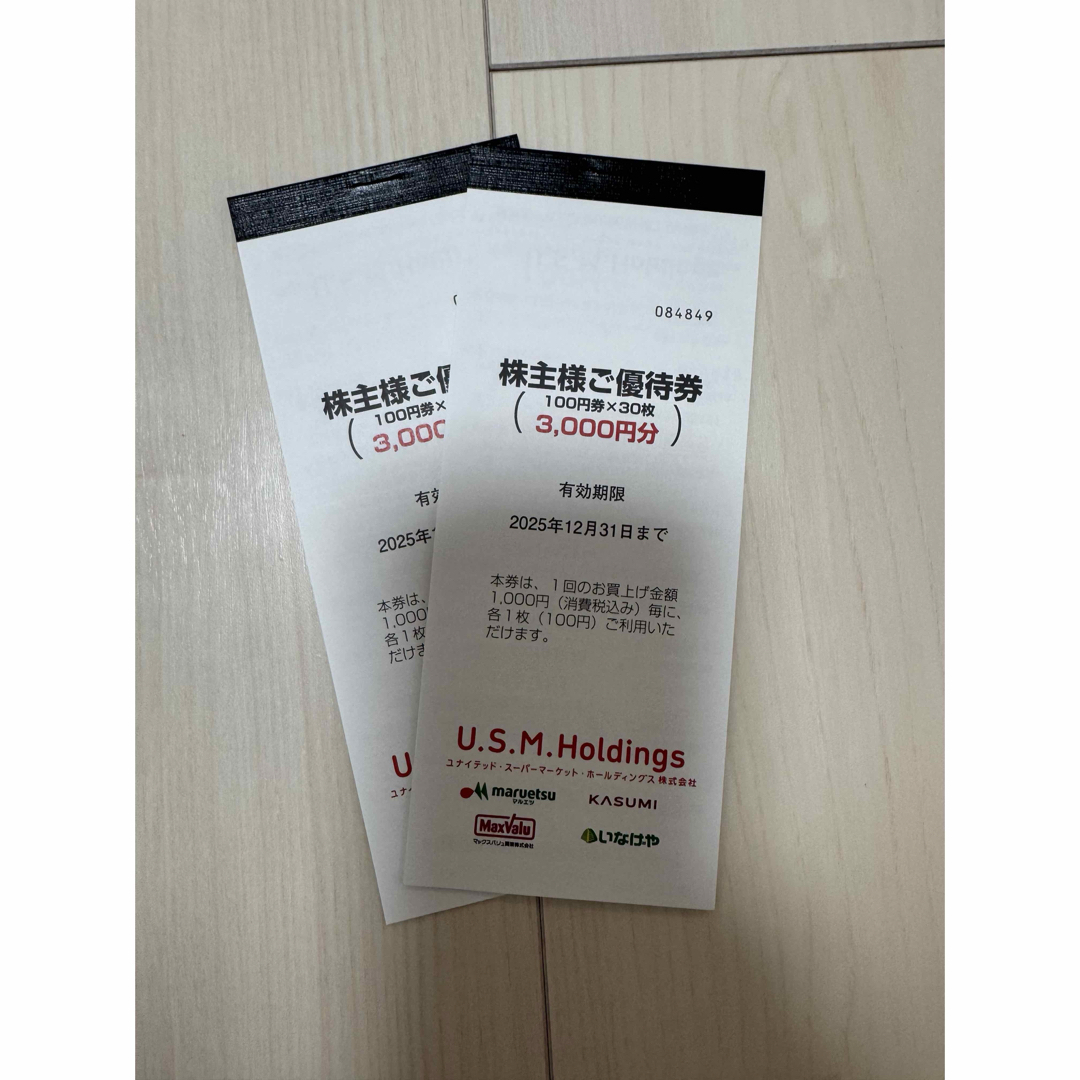 084849
株主様ご優待券
100円券×30枚
( 3,000円分 )
有効期限
2025年12月31日まで
本券は、1回のお買上げ金額
1,000円（消費税込み）毎に、
各1枚（100円）ご利用いた
だけます。
U.S.M.Holdings
ユナイテッド・スーパーマーケット・ホールディングス 株式会社
maruetsu
マルエツ
KASUMI
MaxValu
マックスバリュ関東株式会社
いなげや
株主様ご
100円券×
( 3,000
有効
2025年
本券は、
1,000
各1枚
だけま
U
ユナイ